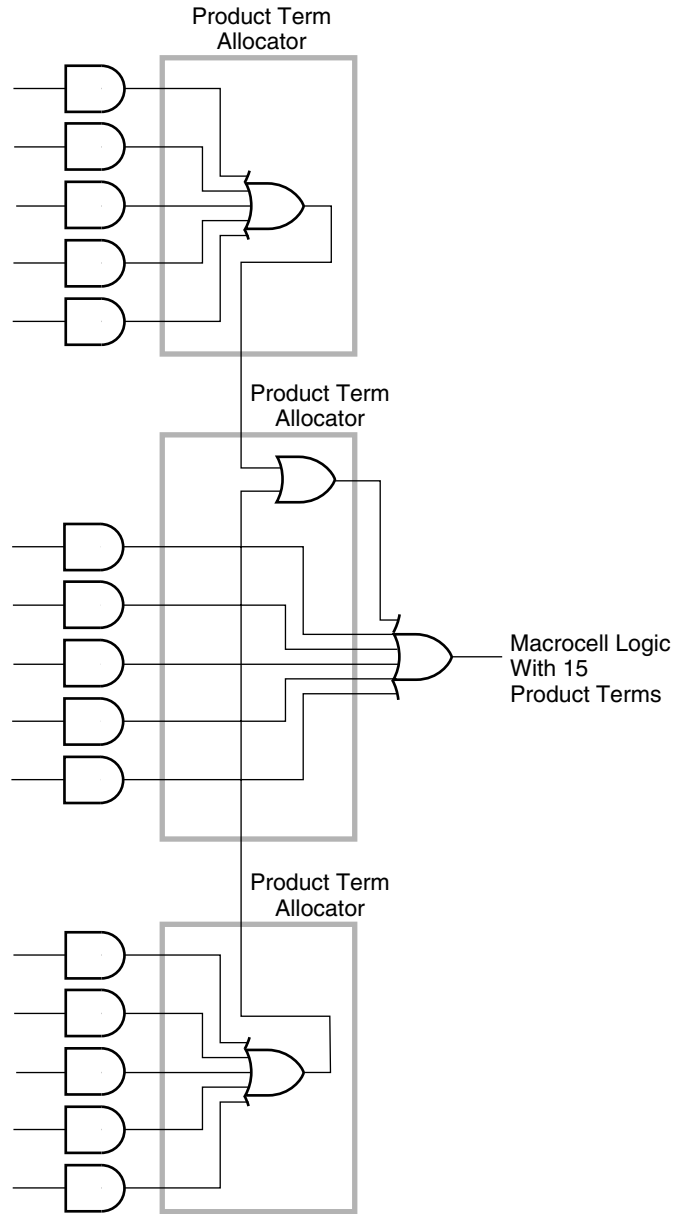 Product Term
Allocator
Product Term
Allocator
Macrocell Logic
With 15
Product Terms
Product Term
Allocator